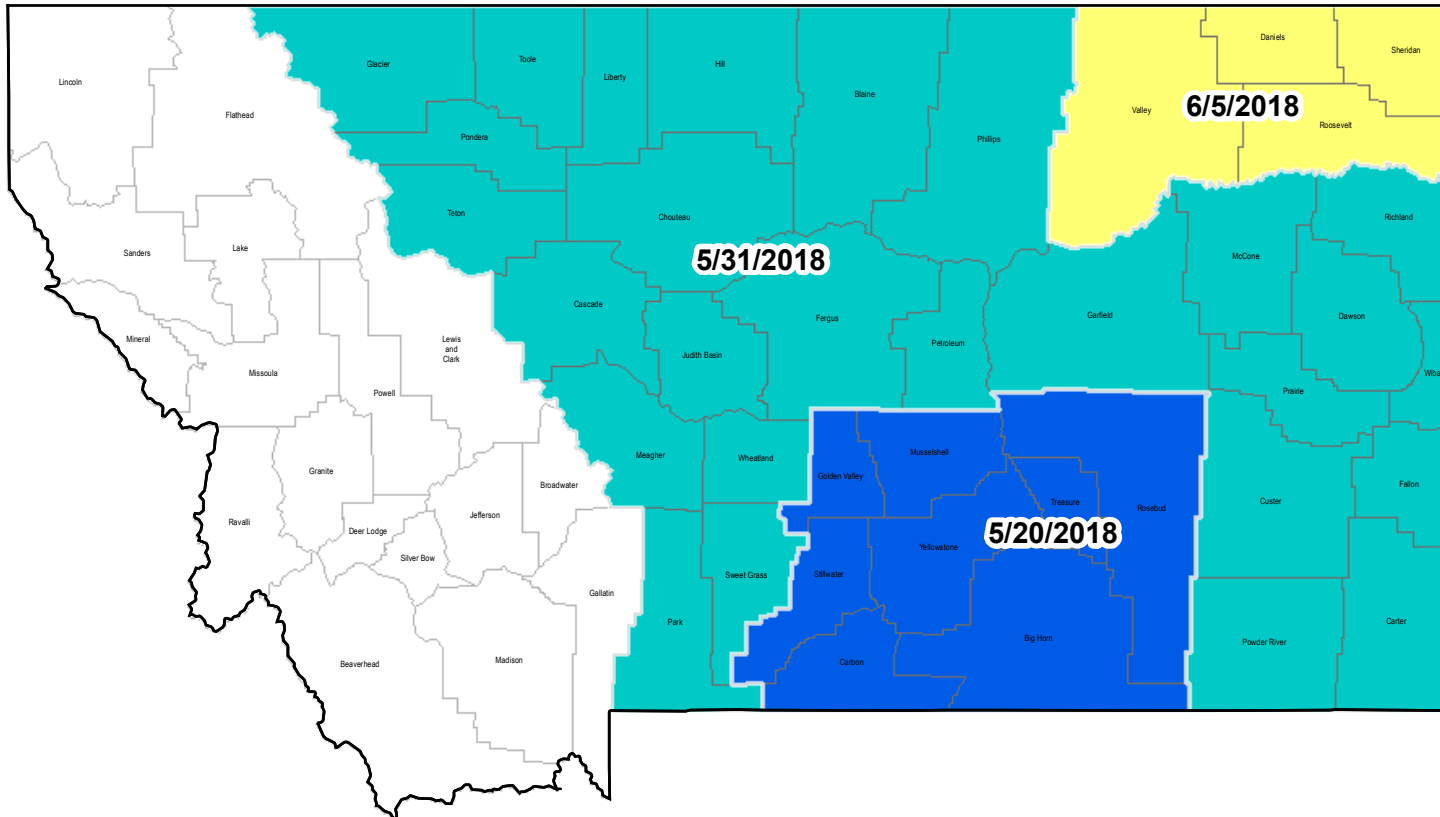 Daniels
Sheridan
Toole
Glacier
Hill
Liberty
Lincoln
Blaine
6/5/2018
Valley
Flathead
Roosevelt
Pondera
Phillips
Teton
Chouteau
Richland
Lake
Sanders
McCone
5/31/2018
Cascade
Garfield
Dawson
Fergus
Mineral
Lewis
and
Clark
Petroleum
Judith Basin
Missoula
Wiba
Powell
Prairie
Musselshell
Meagher
Wheatland
Granite
Golden Valley
Broadwater
Fallon
Treasure
Custer
Rosebud
Jefferson
Ravalli
Deer Lodge
5/20/2018
Yellowstone
Silver Bow
Stillwater
Sweet Grass
Gallatin
Park
Carter
Big Horn
Powder River
Madison
Carbon
Beaverhead